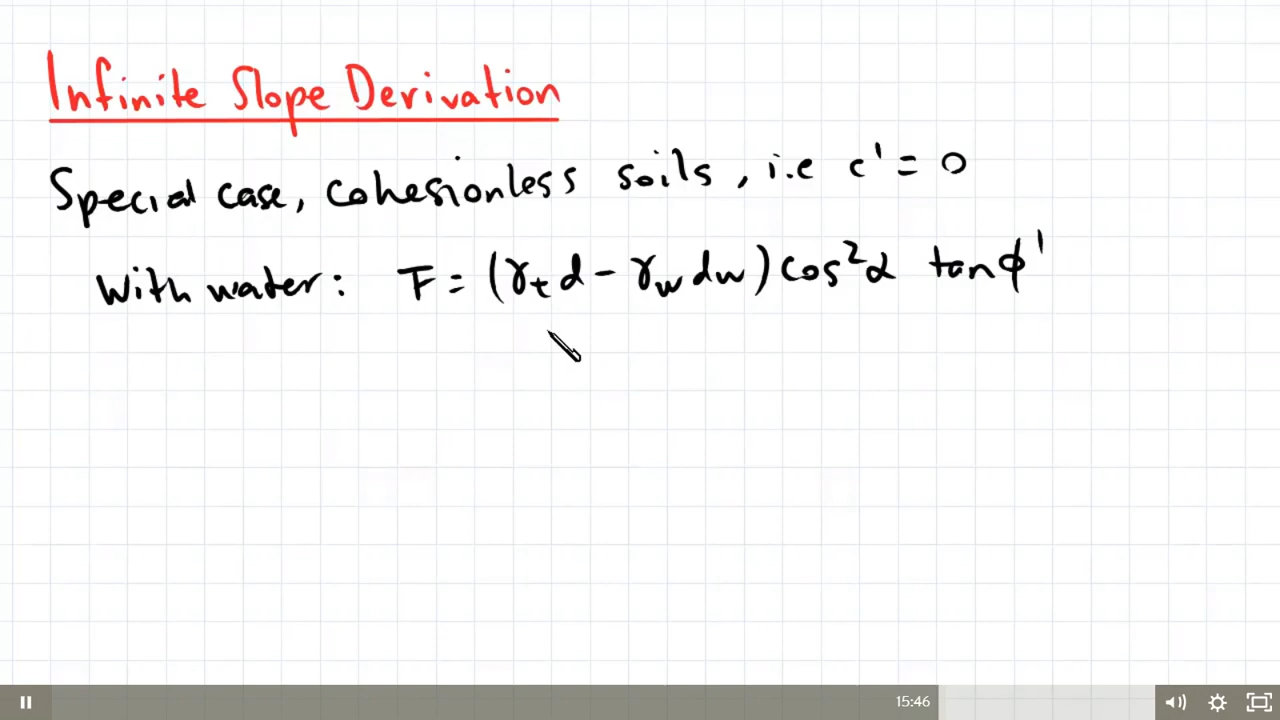 Infinite Slope Derivation
Special case, cohesionless soils, i.e c' = 0
With water: F = (γt d - γw dw) cos²α tanϕ'
15:46